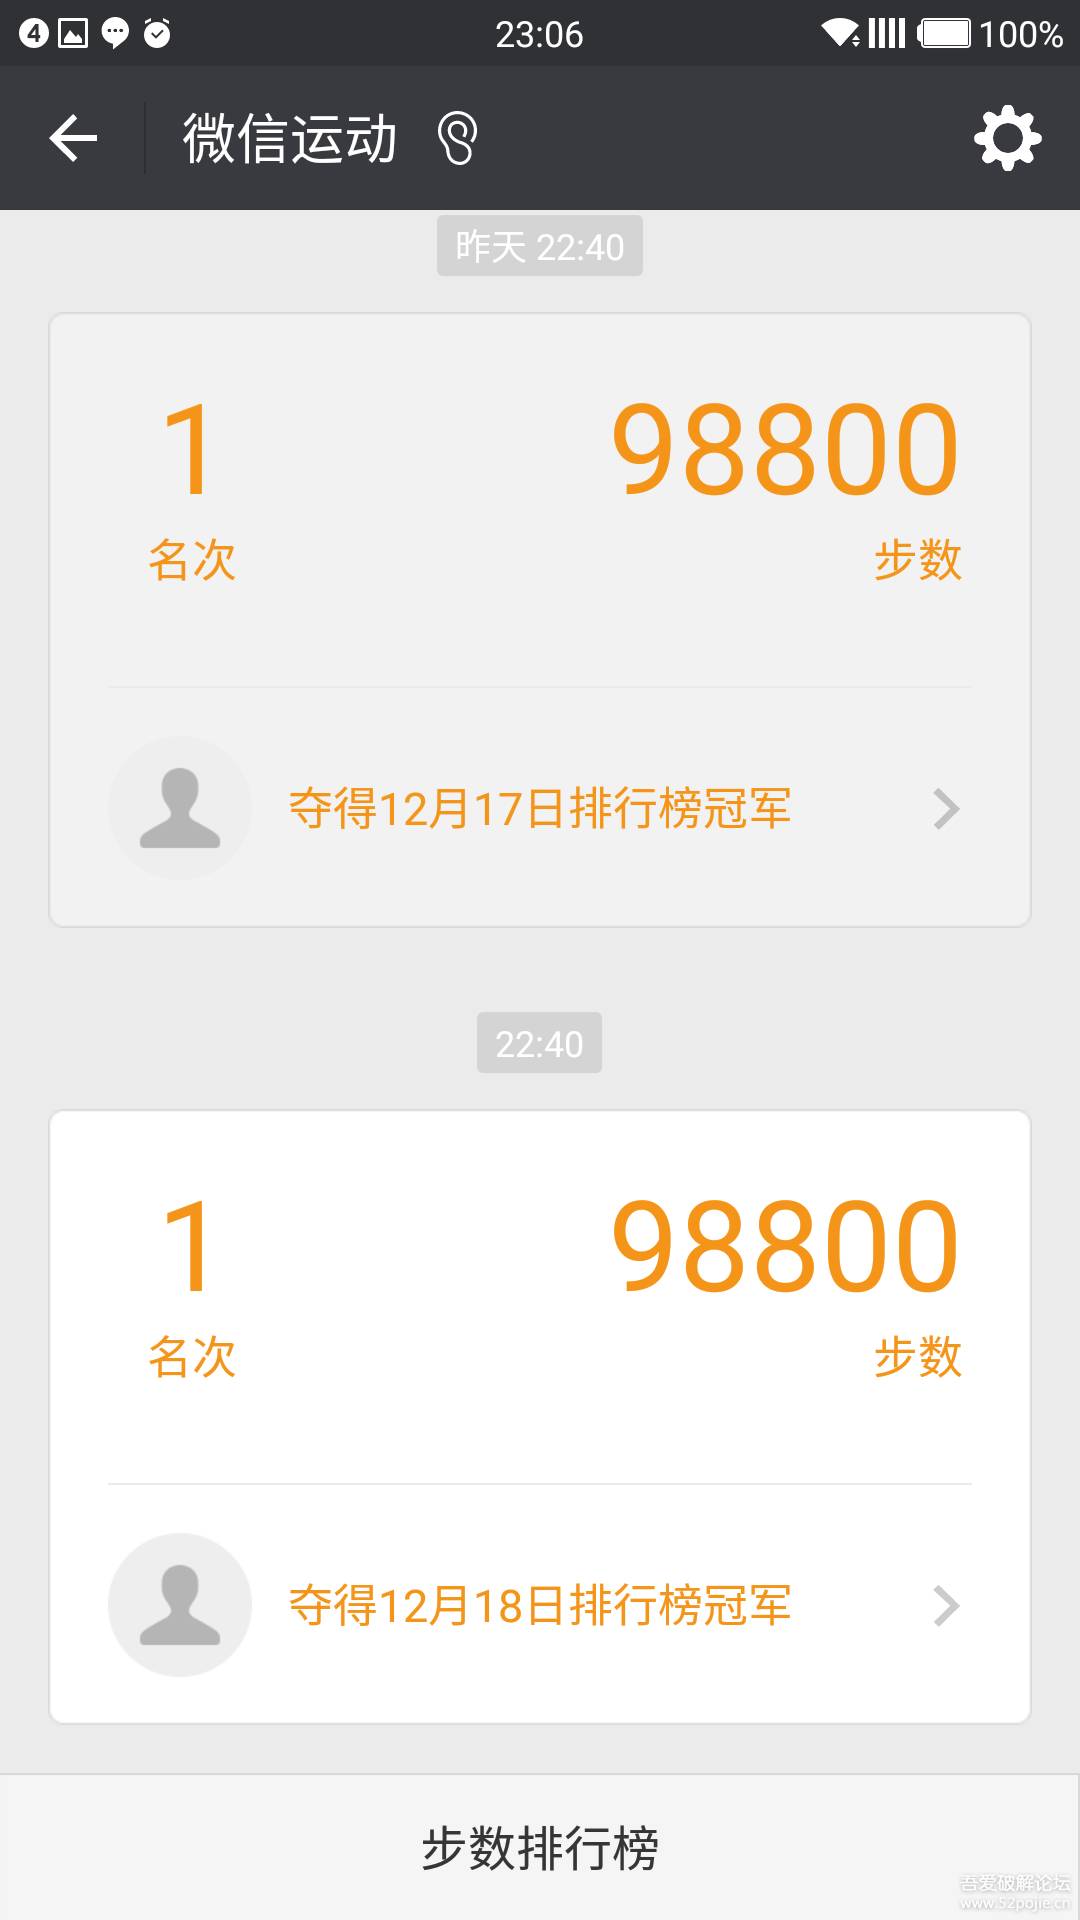 4 23:06 100%
微信运动
昨天 22:40
1 98800
名次 步数
夺得12月17日排行榜冠军
22:40
1 98800
名次 步数
夺得12月18日排行榜冠军
步数排行榜
吾爱破解论坛
www.52pojie.cn